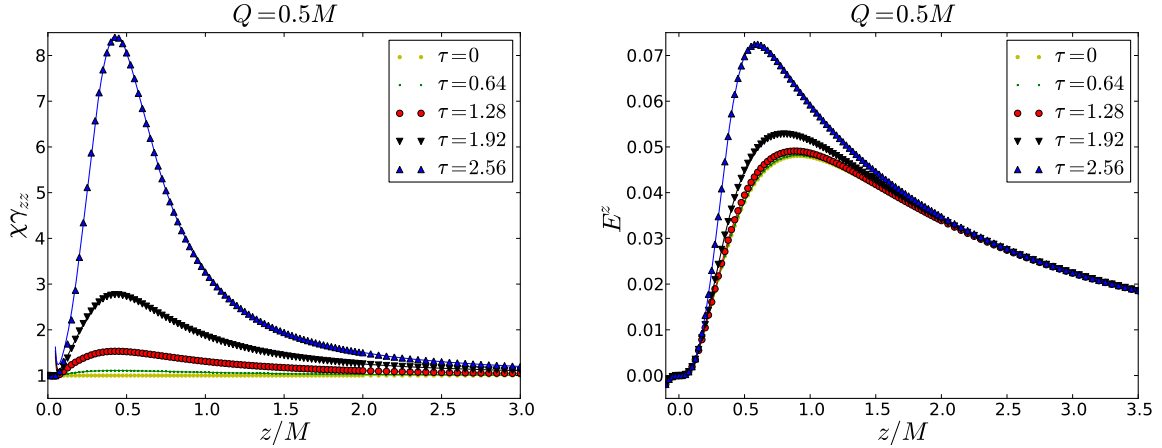 Q = 0.5M
χγzz
8
7
6
5
4
3
2
1
0.0 0.5 1.0 1.5 2.0 2.5 3.0
z/M
τ = 0
τ = 0.64
τ = 1.28
τ = 1.92
τ = 2.56
Q = 0.5M
E^z
0.07
0.06
0.05
0.04
0.03
0.02
0.01
0.00
0.0 0.5 1.0 1.5 2.0 2.5 3.0 3.5
z/M
τ = 0
τ = 0.64
τ = 1.28
τ = 1.92
τ = 2.56